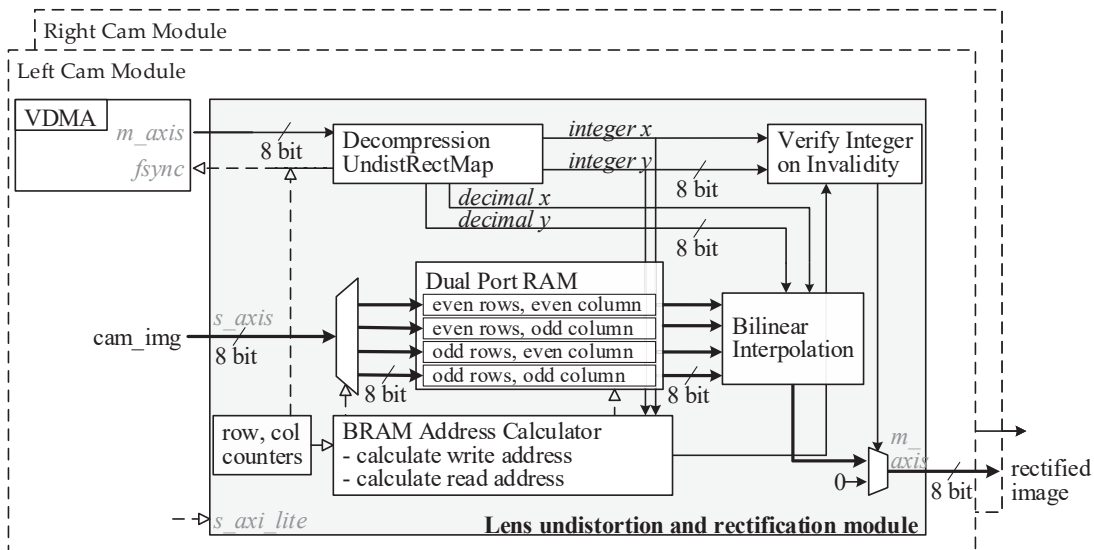 Right Cam Module
Left Cam Module
VDMA
m_axis
fsync
8 bit
Decompression
UndistRectMap
integer x
integer y
8 bit
Verify Integer
on Invalidity
decimal x
decimal y
8 bit
Dual Port RAM
even rows, even column
even rows, odd column
odd rows, even column
odd rows, odd column
cam_img
s_axis
8 bit
8 bit
8 bit
Bilinear
Interpolation
row, col
counters
BRAM Address Calculator
- calculate write address
- calculate read address
0
m_
axis
8 bit
rectified
image
s_axi_lite
Lens undistortion and rectification module